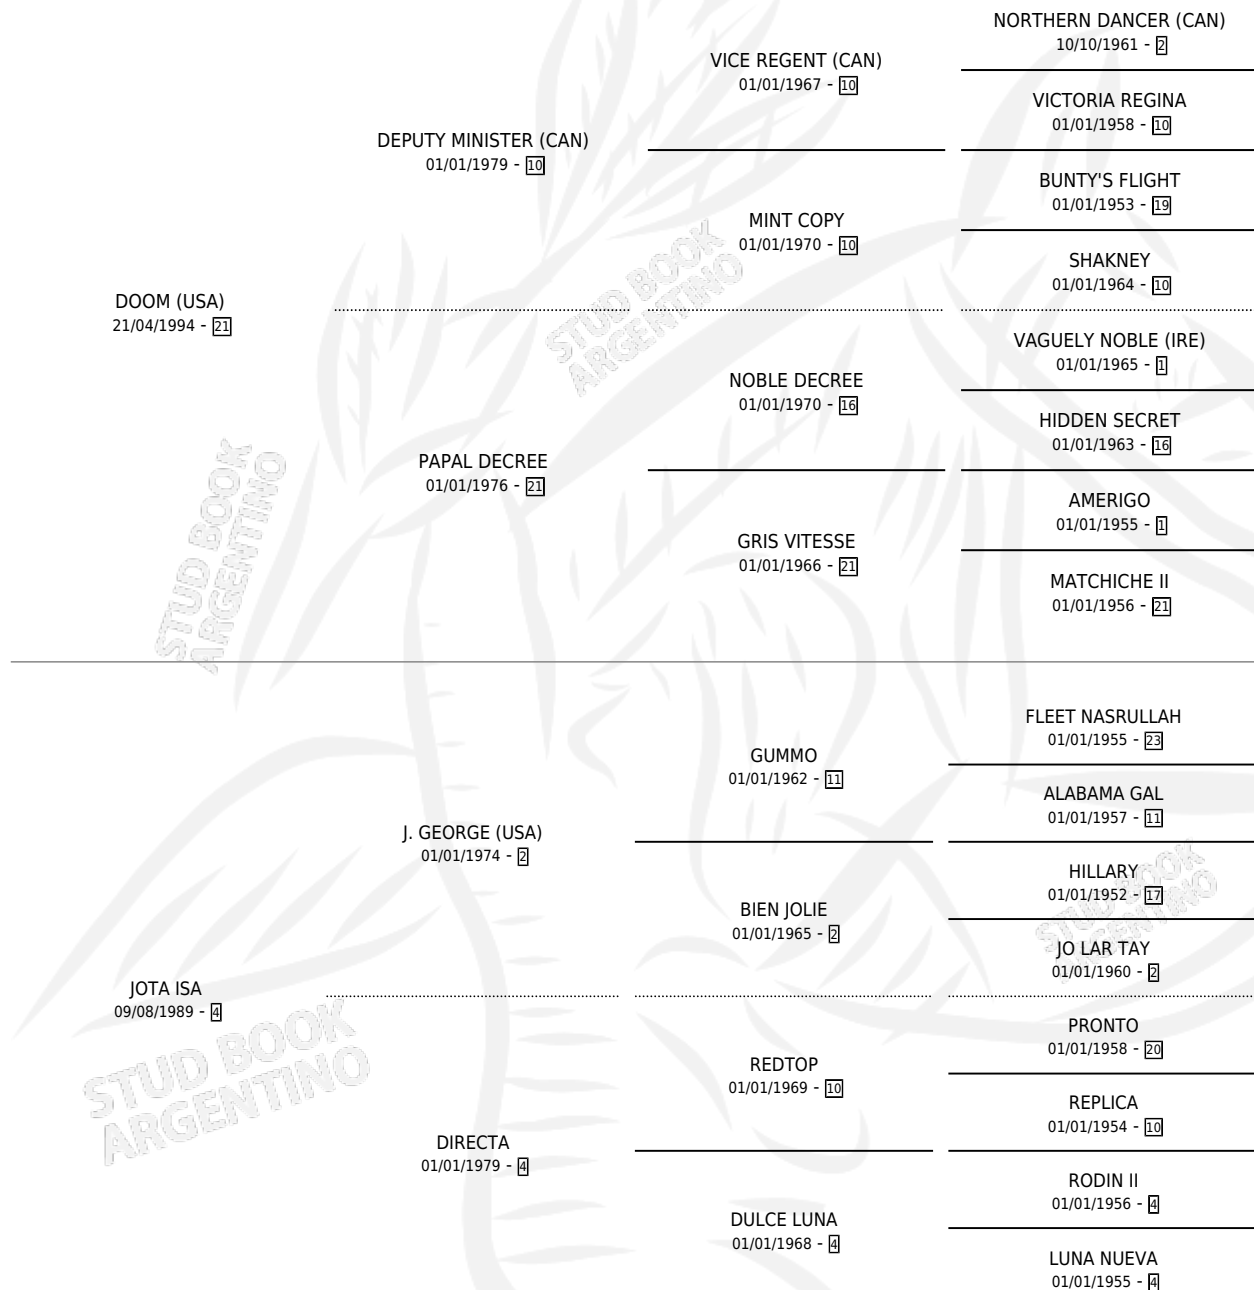 NORTHERN DANCER (CAN)
10/10/1961 - 2
VICE REGENT (CAN)
01/01/1967 - 10
VICTORIA REGINA
01/01/1958 - 10
DEPUTY MINISTER (CAN)
01/01/1979 - 10
BUNTY'S FLIGHT
01/01/1953 - 19
MINT COPY
01/01/1970 - 10
SHAKNEY
01/01/1964 - 10
DOOM (USA)
21/04/1994 - 21
VAGUELY NOBLE (IRE)
01/01/1965 - 1
NOBLE DECREE
01/01/1970 - 16
HIDDEN SECRET
01/01/1963 - 16
PAPAL DECREE
01/01/1976 - 21
AMERIGO
01/01/1955 - 1
GRIS VITESSE
01/01/1966 - 21
MATCHICHE II
01/01/1956 - 21
FLEET NASRULLAH
01/01/1955 - 23
GUMMO
01/01/1962 - 11
ALABAMA GAL
01/01/1957 - 11
J. GEORGE (USA)
01/01/1974 - 2
HILLARY
01/01/1952 - 17
BIEN JOLIE
01/01/1965 - 2
JO LAR TAY
01/01/1960 - 2
JOTA ISA
09/08/1989 - 4
PRONTO
01/01/1958 - 20
REDTOP
01/01/1969 - 10
REPLICA
01/01/1954 - 10
DIRECTA
01/01/1979 - 4
RODIN II
01/01/1956 - 4
DULCE LUNA
01/01/1968 - 4
LUNA NUEVA
01/01/1955 - 4
STUD BOOK
ARGENTINO
STUD BOOK
ARGENTINO
STUD BOOK
ARGENTINO
STUD BOOK
ARGENTINO